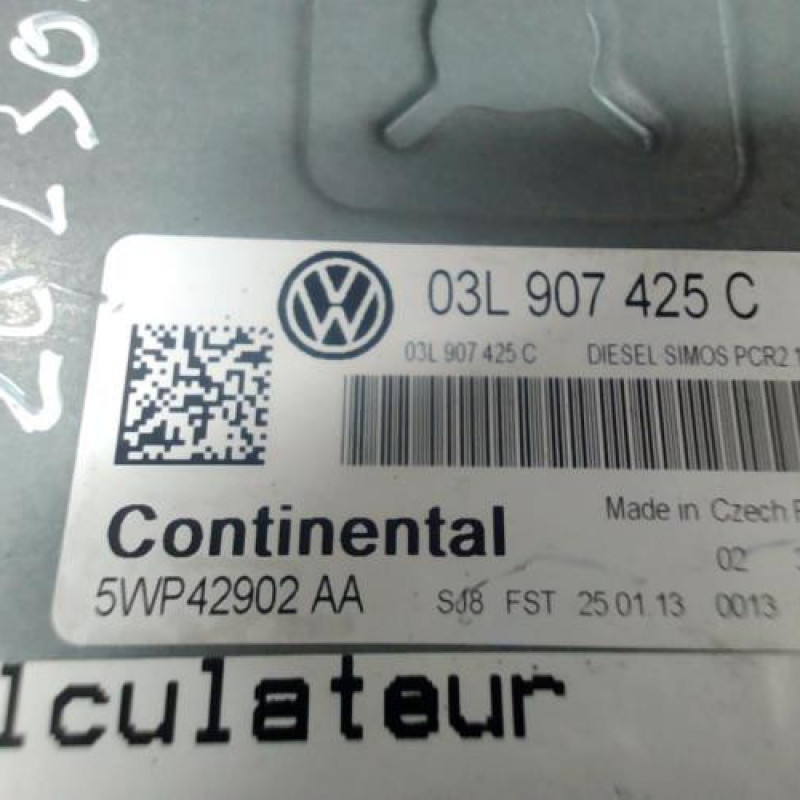 03L 907 425 C
03L 907 425 C DIESEL SIMOS PCR2
Made in Czech
Continental
02
5WP42902 AA SJ8 FST 25 01 13 0013
lculateur